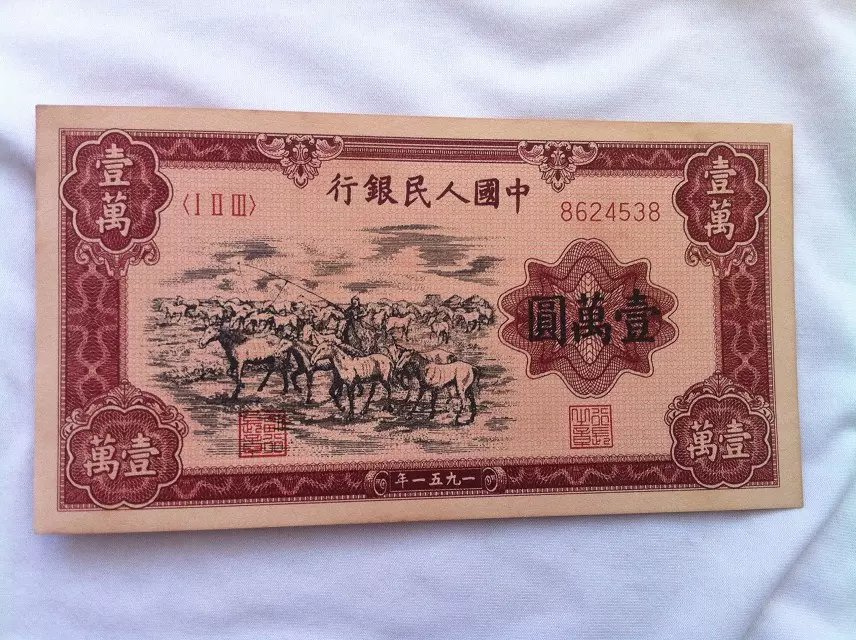 中國人民銀行
壹萬
壹萬
〈I II III〉
8624538
壹萬圓
壹萬
壹萬
一九五一年